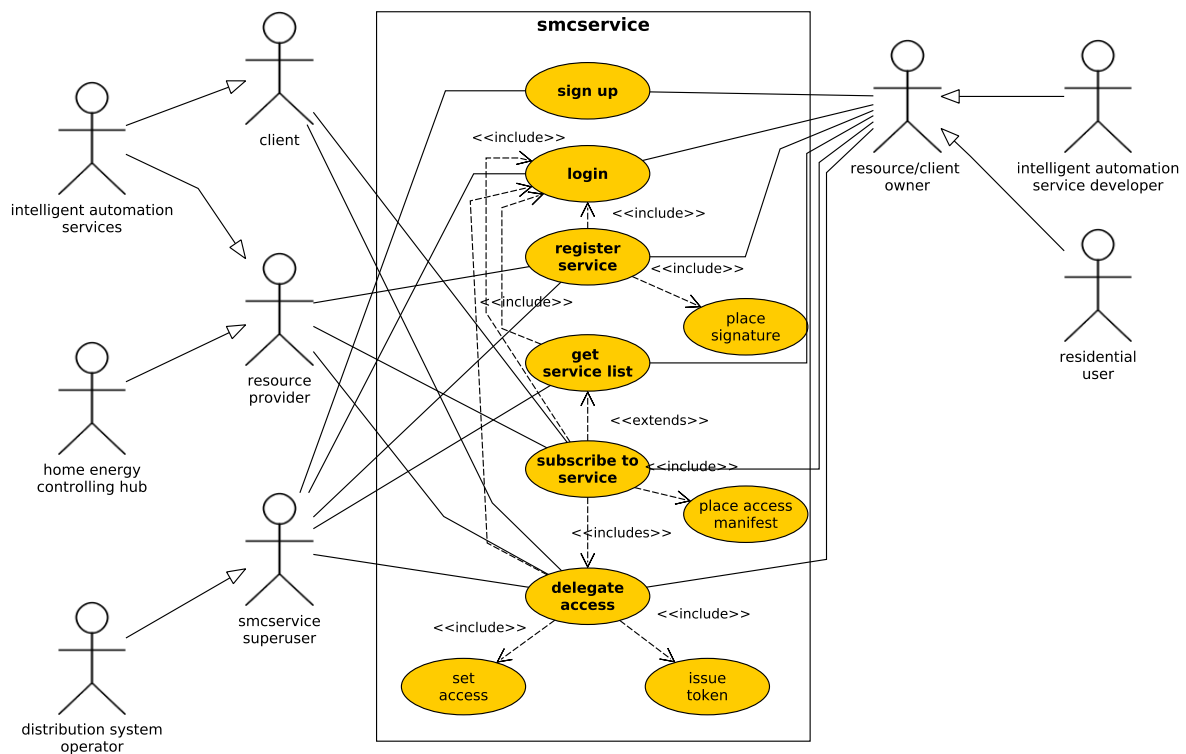 smcservice
sign up
<<include>>
client
login
resource/client
owner
intelligent automation
service developer
intelligent automation
services
<<include>>
register
service
<<include>>
<<include>>
place
signature
get
service list
residential
user
resource
provider
<<extends>>
subscribe to
service
<<include>>
home energy
controlling hub
place access
manifest
<<includes>>
delegate
access
<<include>>
<<include>>
smcservice
superuser
set
access
issue
token
distribution system
operator